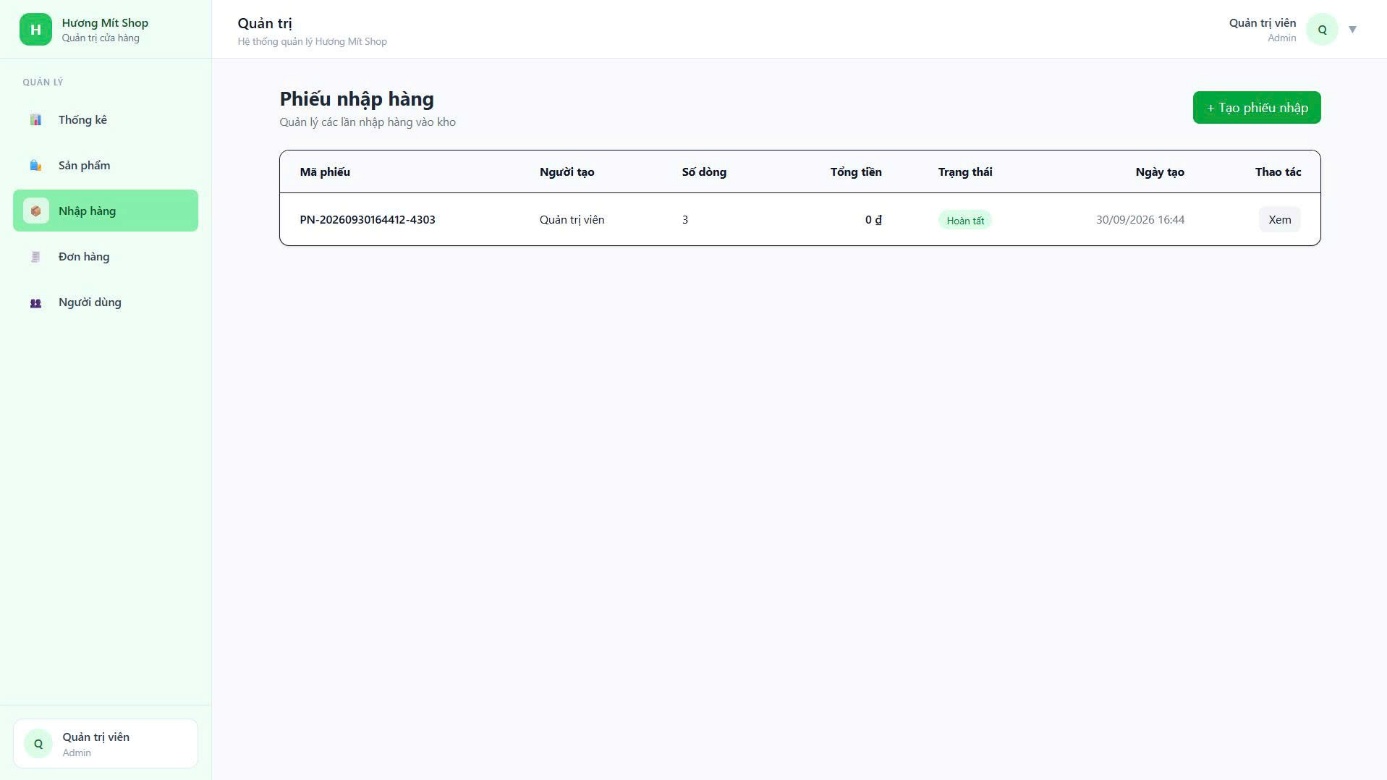 H
Hương Mít Shop
Quản trị cửa hàng
QUẢN LÝ
Thống kê
Sản phẩm
Nhập hàng
Đơn hàng
Người dùng
Q
Quản trị viên
Admin
Quản trị
Hệ thống quản lý Hương Mít Shop
Quản trị viên
Admin
Q
▼
Phiếu nhập hàng
Quản lý các lần nhập hàng vào kho
+ Tạo phiếu nhập
Mã phiếu Người tạo Số dòng Tổng tiền Trạng thái Ngày tạo Thao tác
PN-20260930164412-4303 Quản trị viên 3 0 ₫ Hoàn tất 30/09/2026 16:44 Xem